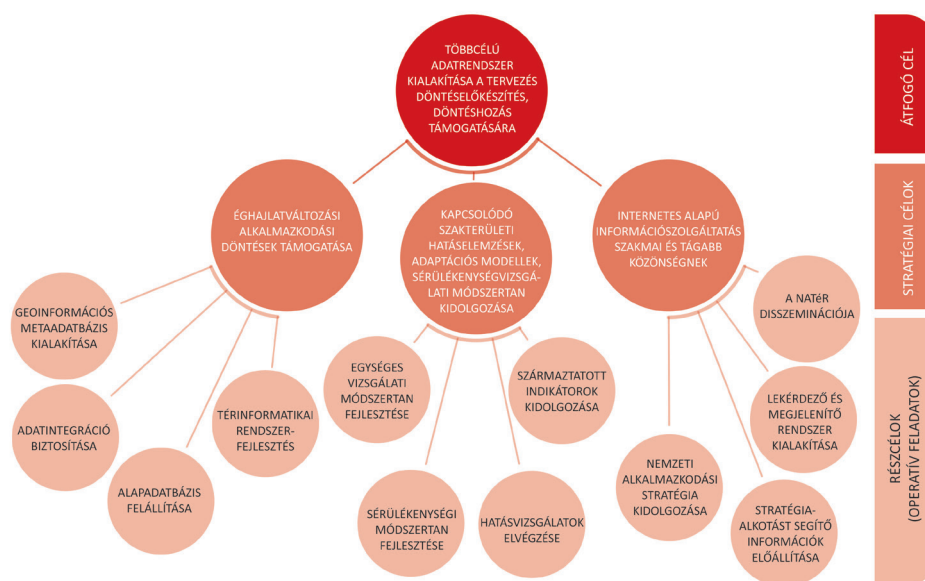 TÖBBCÉLÚ
ADATRENDSZER
KIALAKÍTÁSA A TERVEZÉS
DÖNTÉSELŐKÉSZÍTÉS,
DÖNTÉSHOZÁS
TÁMOGATÁSÁRA
ÁTFOGÓ CÉL
ÉGHAJLATVÁLTOZÁSI
ALKALMAZKODÁSI
DÖNTÉSEK TÁMOGATÁSA
KAPCSOLÓDÓ
SZAKTERÜLETI
HATÁSELEMZÉSEK,
ADAPTÁCIÓS MODELLEK,
SÉRÜLÉKENYSÉGVIZSGÁ-
LATI MÓDSZERTAN
KIDOLGOZÁSA
INTERNETES ALAPÚ
INFORMÁCIÓSZOLGÁLTATÁS
SZAKMAI ÉS TÁGABB
KÖZÖNSÉGNEK
STRATÉGIAI CÉLOK
GEOINFORMÁCIÓS
METAADATBÁZIS
KIALAKÍTÁSA
ADATINTEGRÁCIÓ
BIZTOSÍTÁSA
ALAPADATBÁZIS
FELÁLLÍTÁSA
TÉRINFORMATIKAI
RENDSZER-
FEJLESZTÉS
EGYSÉGES
VIZSGÁLATI
MÓDSZERTAN
FEJLESZTÉSE
SÉRÜLÉKENYSÉGI
MÓDSZERTAN
FEJLESZTÉSE
HATÁSVIZSGÁLATOK
ELVÉGZÉSE
SZÁRMAZTATOTT
INDIKÁTOROK
KIDOLGOZÁSA
NEMZETI
ALKALMAZKODÁSI
STRATÉGIA
KIDOLGOZÁSA
STRATÉGIA-
ALKOTÁST SEGÍTŐ
INFORMÁCIÓK
ELŐÁLLÍTÁSA
LEKÉRDEZŐ ÉS
MEGJELENÍTŐ
RENDSZER
KIALAKÍTÁSA
A NATéR
DISSZEMINÁCIÓJA
RÉSZCÉLOK
(OPERATÍV FELADATOK)